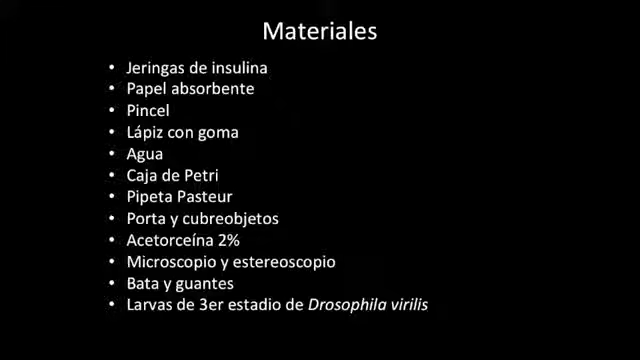 Materiales
• Jeringas de insulina
• Papel absorbente
• Pincel
• Lápiz con goma
• Agua
• Caja de Petri
• Pipeta Pasteur
• Porta y cubreobjetos
• Acetorceína 2%
• Microscopio y estereoscopio
• Bata y guantes
• Larvas de 3er estadio de Drosophila virilis